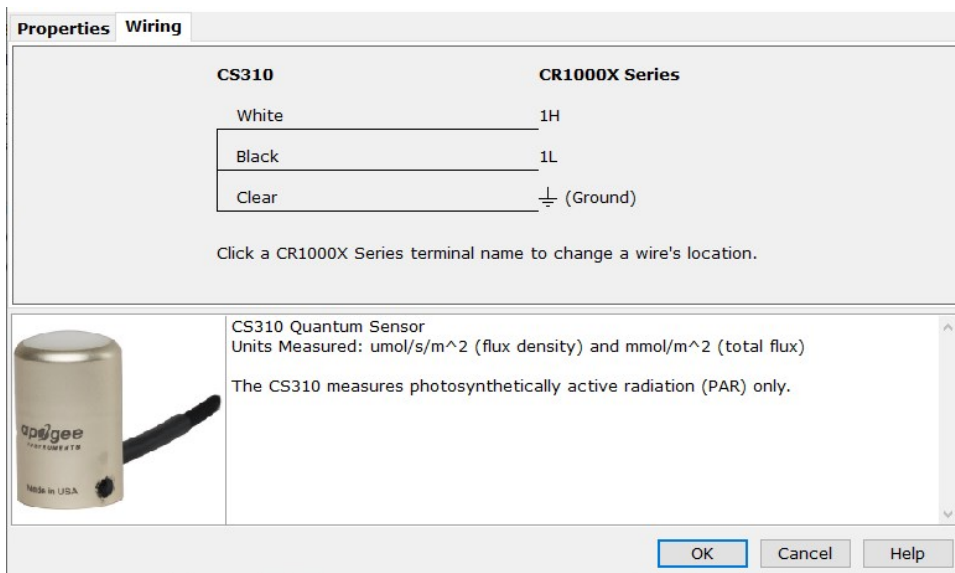 Properties Wiring
CS310 CR1000X Series
White 1H
Black 1L
Clear (Ground)
Click a CR1000X Series terminal name to change a wire's location.
CS310 Quantum Sensor
Units Measured: umol/s/m^2 (flux density) and mmol/m^2 (total flux)
The CS310 measures photosynthetically active radiation (PAR) only.
apogee
INSTRUMENTS
Made in USA
OK Cancel Help